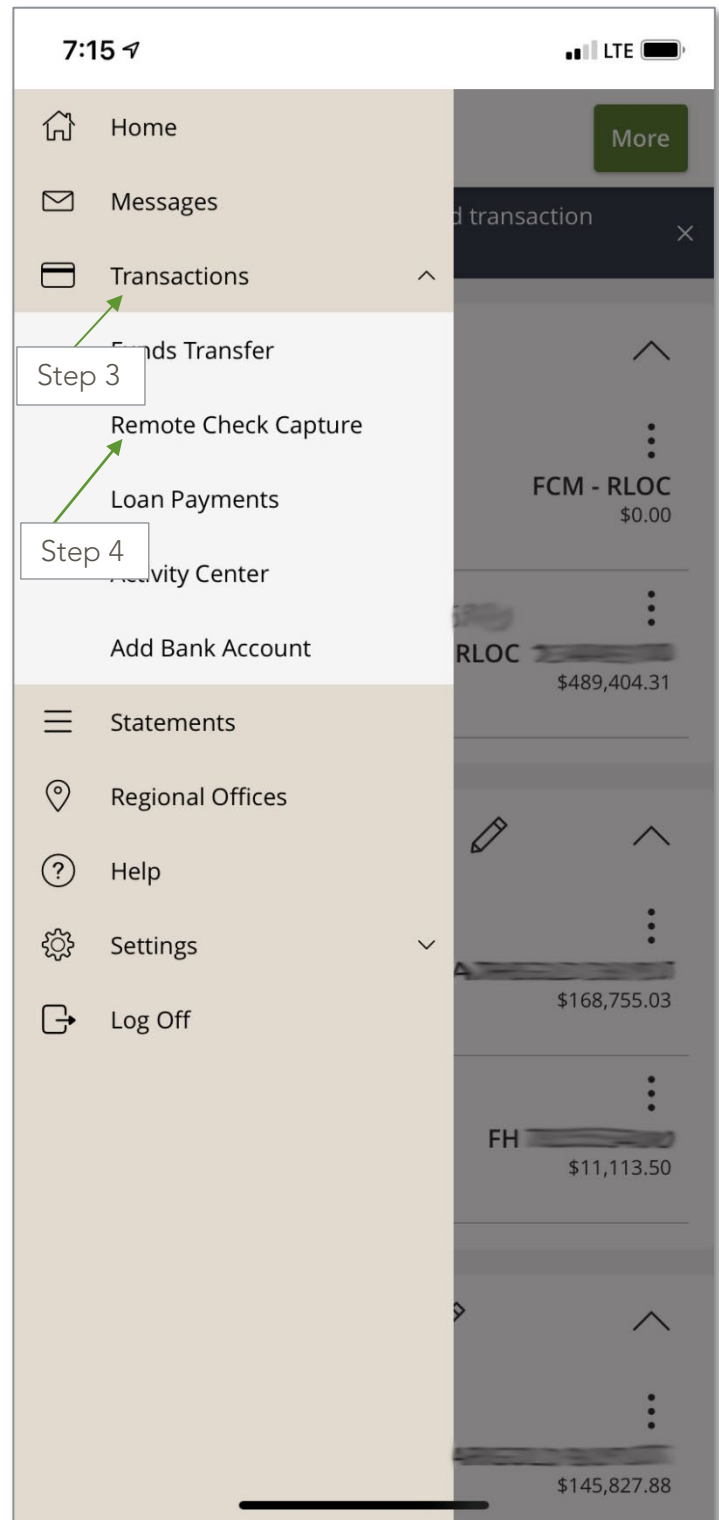 7:15 LTE
Home
More
Messages
d transaction
Transactions
Funds Transfer
Step 3
Remote Check Capture
FCM - RLOC
Loan Payments
$0.00
Step 4
Activity Center
Add Bank Account
RLOC
$489,404.31
Statements
Regional Offices
Help
Settings
$168,755.03
Log Off
FH
$11,113.50
$145,827.88